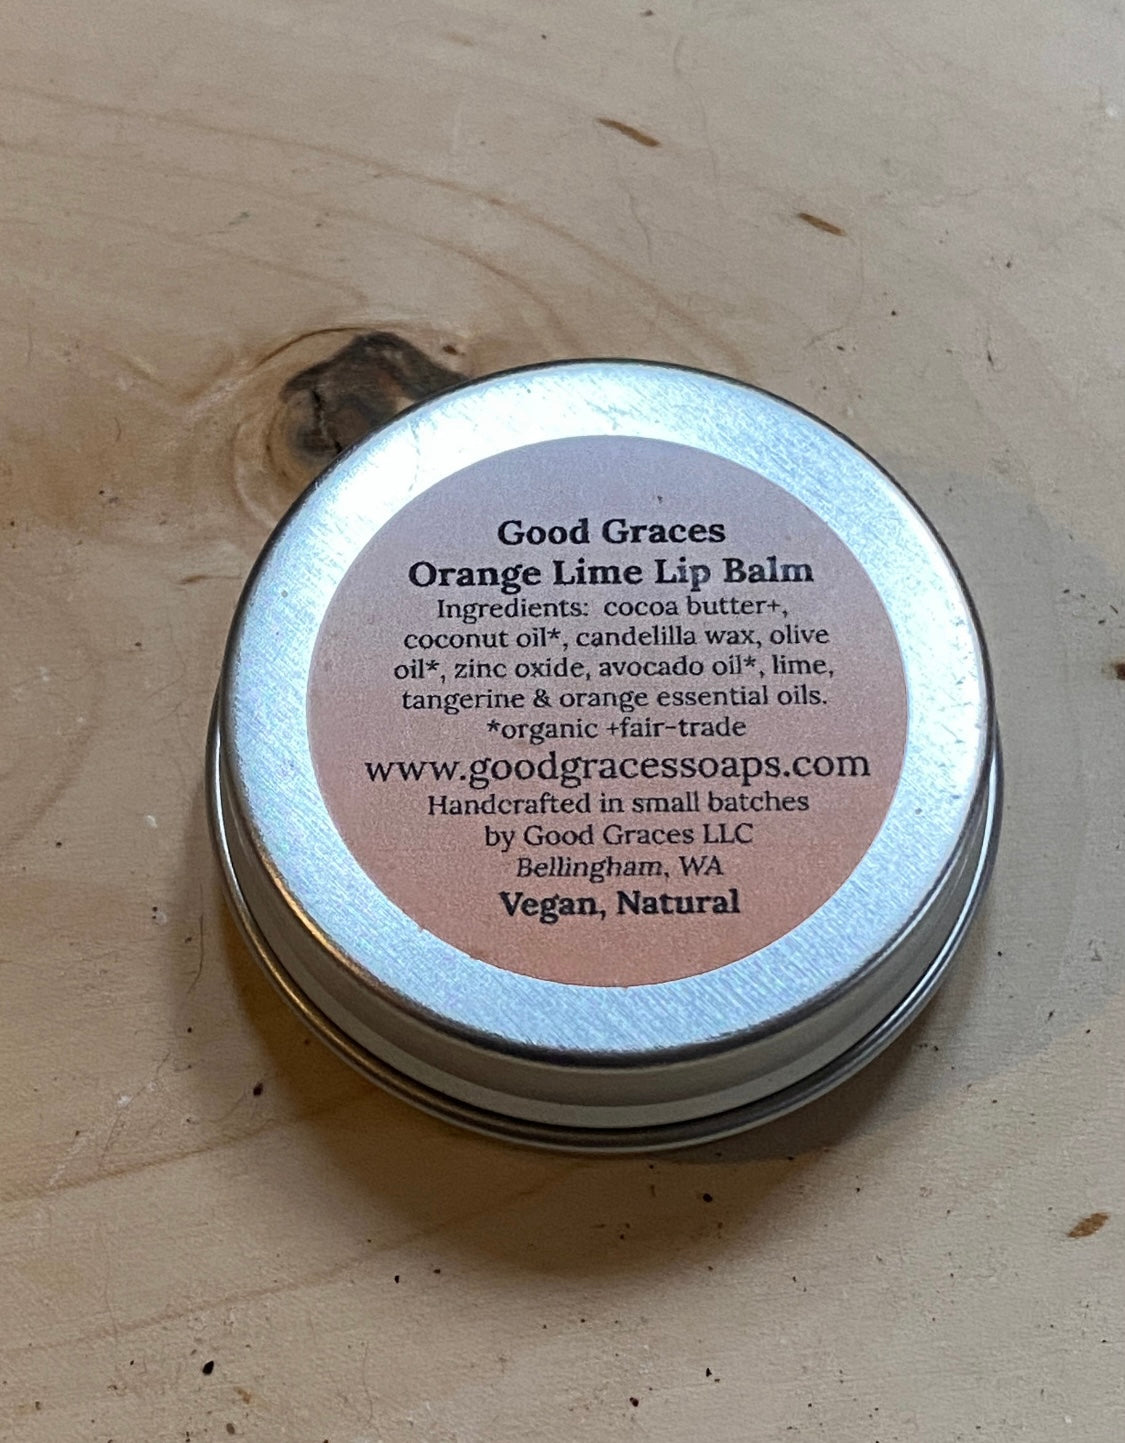 Good Graces
Orange Lime Lip Balm
Ingredients: cocoa butter+,
coconut oil*, candelilla wax, olive
oil*, zinc oxide, avocado oil*, lime,
tangerine & orange essential oils.
*organic +fair-trade
www.goodgracessoaps.com
Handcrafted in small batches
by Good Graces LLC
Bellingham, WA
Vegan, Natural